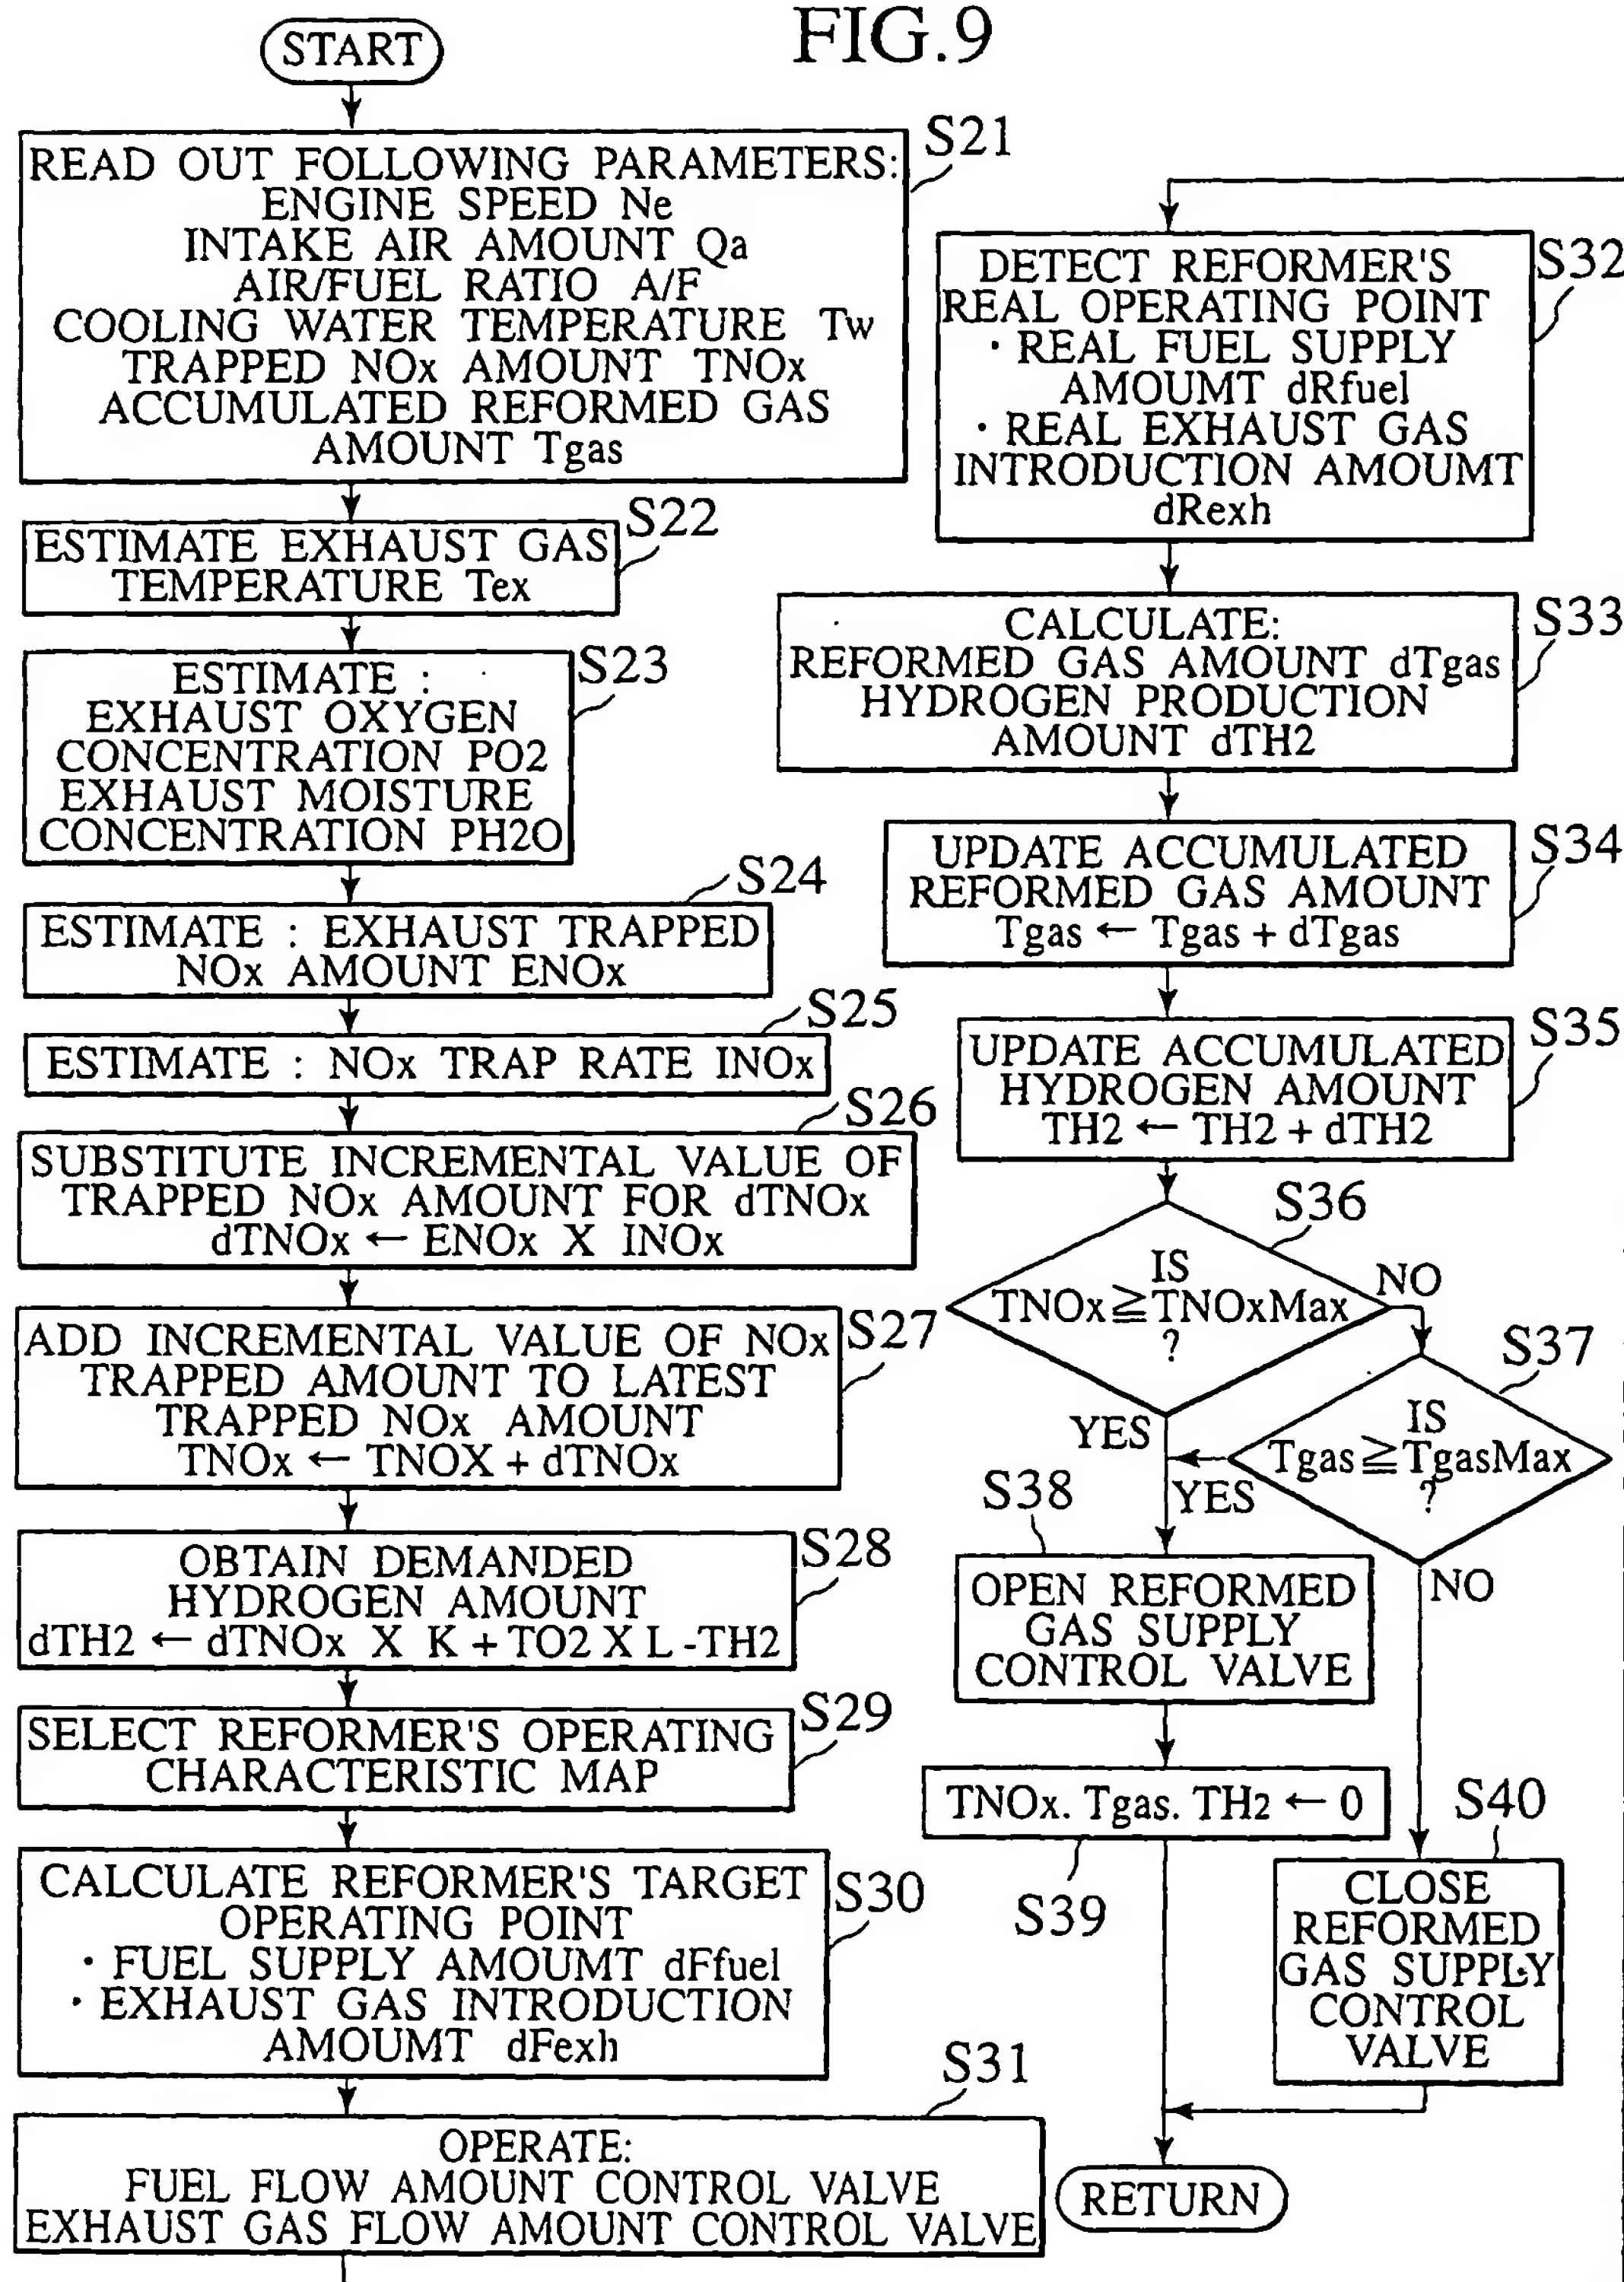 FIG.9
START
S21
READ OUT FOLLOWING PARAMETERS:
ENGINE SPEED Ne
INTAKE AIR AMOUNT Qa
AIR/FUEL RATIO A/F
COOLING WATER TEMPERATURE Tw
TRAPPED NOx AMOUNT TNOx
ACCUMULATED REFORMED GAS
AMOUNT Tgas
S22
ESTIMATE EXHAUST GAS
TEMPERATURE Tex
S23
ESTIMATE :
EXHAUST OXYGEN
CONCENTRATION PO2
EXHAUST MOISTURE
CONCENTRATION PH2O
S24
ESTIMATE : EXHAUST TRAPPED
NOx AMOUNT ENOx
S25
ESTIMATE : NOx TRAP RATE INOx
S26
SUBSTITUTE INCREMENTAL VALUE OF
TRAPPED NOx AMOUNT FOR dTNOx
dTNOx ← ENOx X INOx
S27
ADD INCREMENTAL VALUE OF NOx
TRAPPED AMOUNT TO LATEST
TRAPPED NOx AMOUNT
TNOx ← TNOX + dTNOx
S28
OBTAIN DEMANDED
HYDROGEN AMOUNT
dTH2 ← dTNOx X K + TO2 X L -TH2
S29
SELECT REFORMER'S OPERATING
CHARACTERISTIC MAP
S30
CALCULATE REFORMER'S TARGET
OPERATING POINT
· FUEL SUPPLY AMOUMT dFfuel
· EXHAUST GAS INTRODUCTION
AMOUMT dFexh
S31
OPERATE:
FUEL FLOW AMOUNT CONTROL VALVE
EXHAUST GAS FLOW AMOUNT CONTROL VALVE
S32
DETECT REFORMER'S
REAL OPERATING POINT
· REAL FUEL SUPPLY
AMOUMT dRfuel
· REAL EXHAUST GAS
INTRODUCTION AMOUMT
dRexh
S33
CALCULATE:
REFORMED GAS AMOUNT dTgas
HYDROGEN PRODUCTION
AMOUNT dTH2
S34
UPDATE ACCUMULATED
REFORMED GAS AMOUNT
Tgas ← Tgas + dTgas
S35
UPDATE ACCUMULATED
HYDROGEN AMOUNT
TH2 ← TH2 + dTH2
S36
IS
TNOx≧TNOxMax
?
NO
YES
S37
IS
Tgas≧TgasMax
?
YES
NO
S38
OPEN REFORMED
GAS SUPPLY
CONTROL VALVE
TNOx. Tgas. TH2 ← 0
S39
S40
CLOSE
REFORMED
GAS SUPPLY
CONTROL
VALVE
RETURN